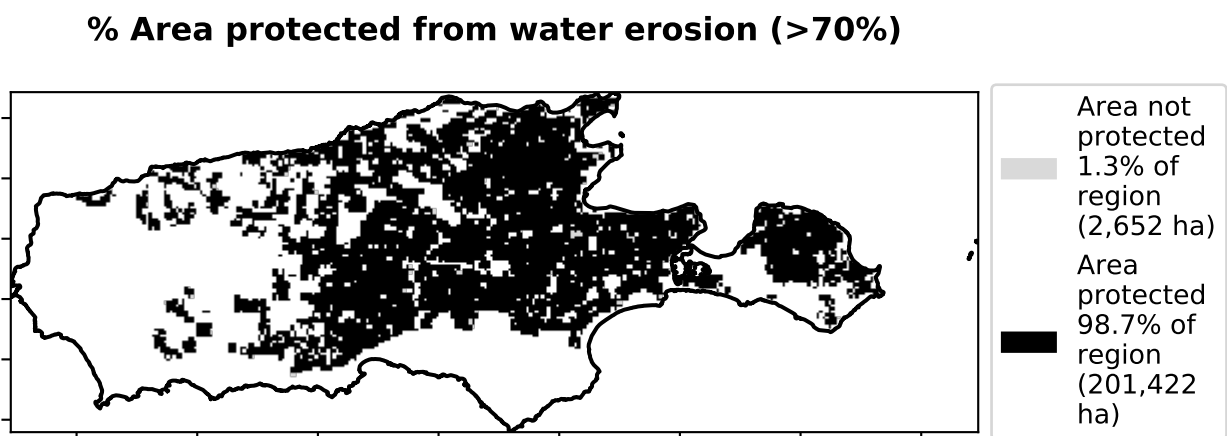 % Area protected from water erosion (>70%)
Area not
protected
1.3% of
region
(2,652 ha)
Area
protected
98.7% of
region
(201,422
ha)